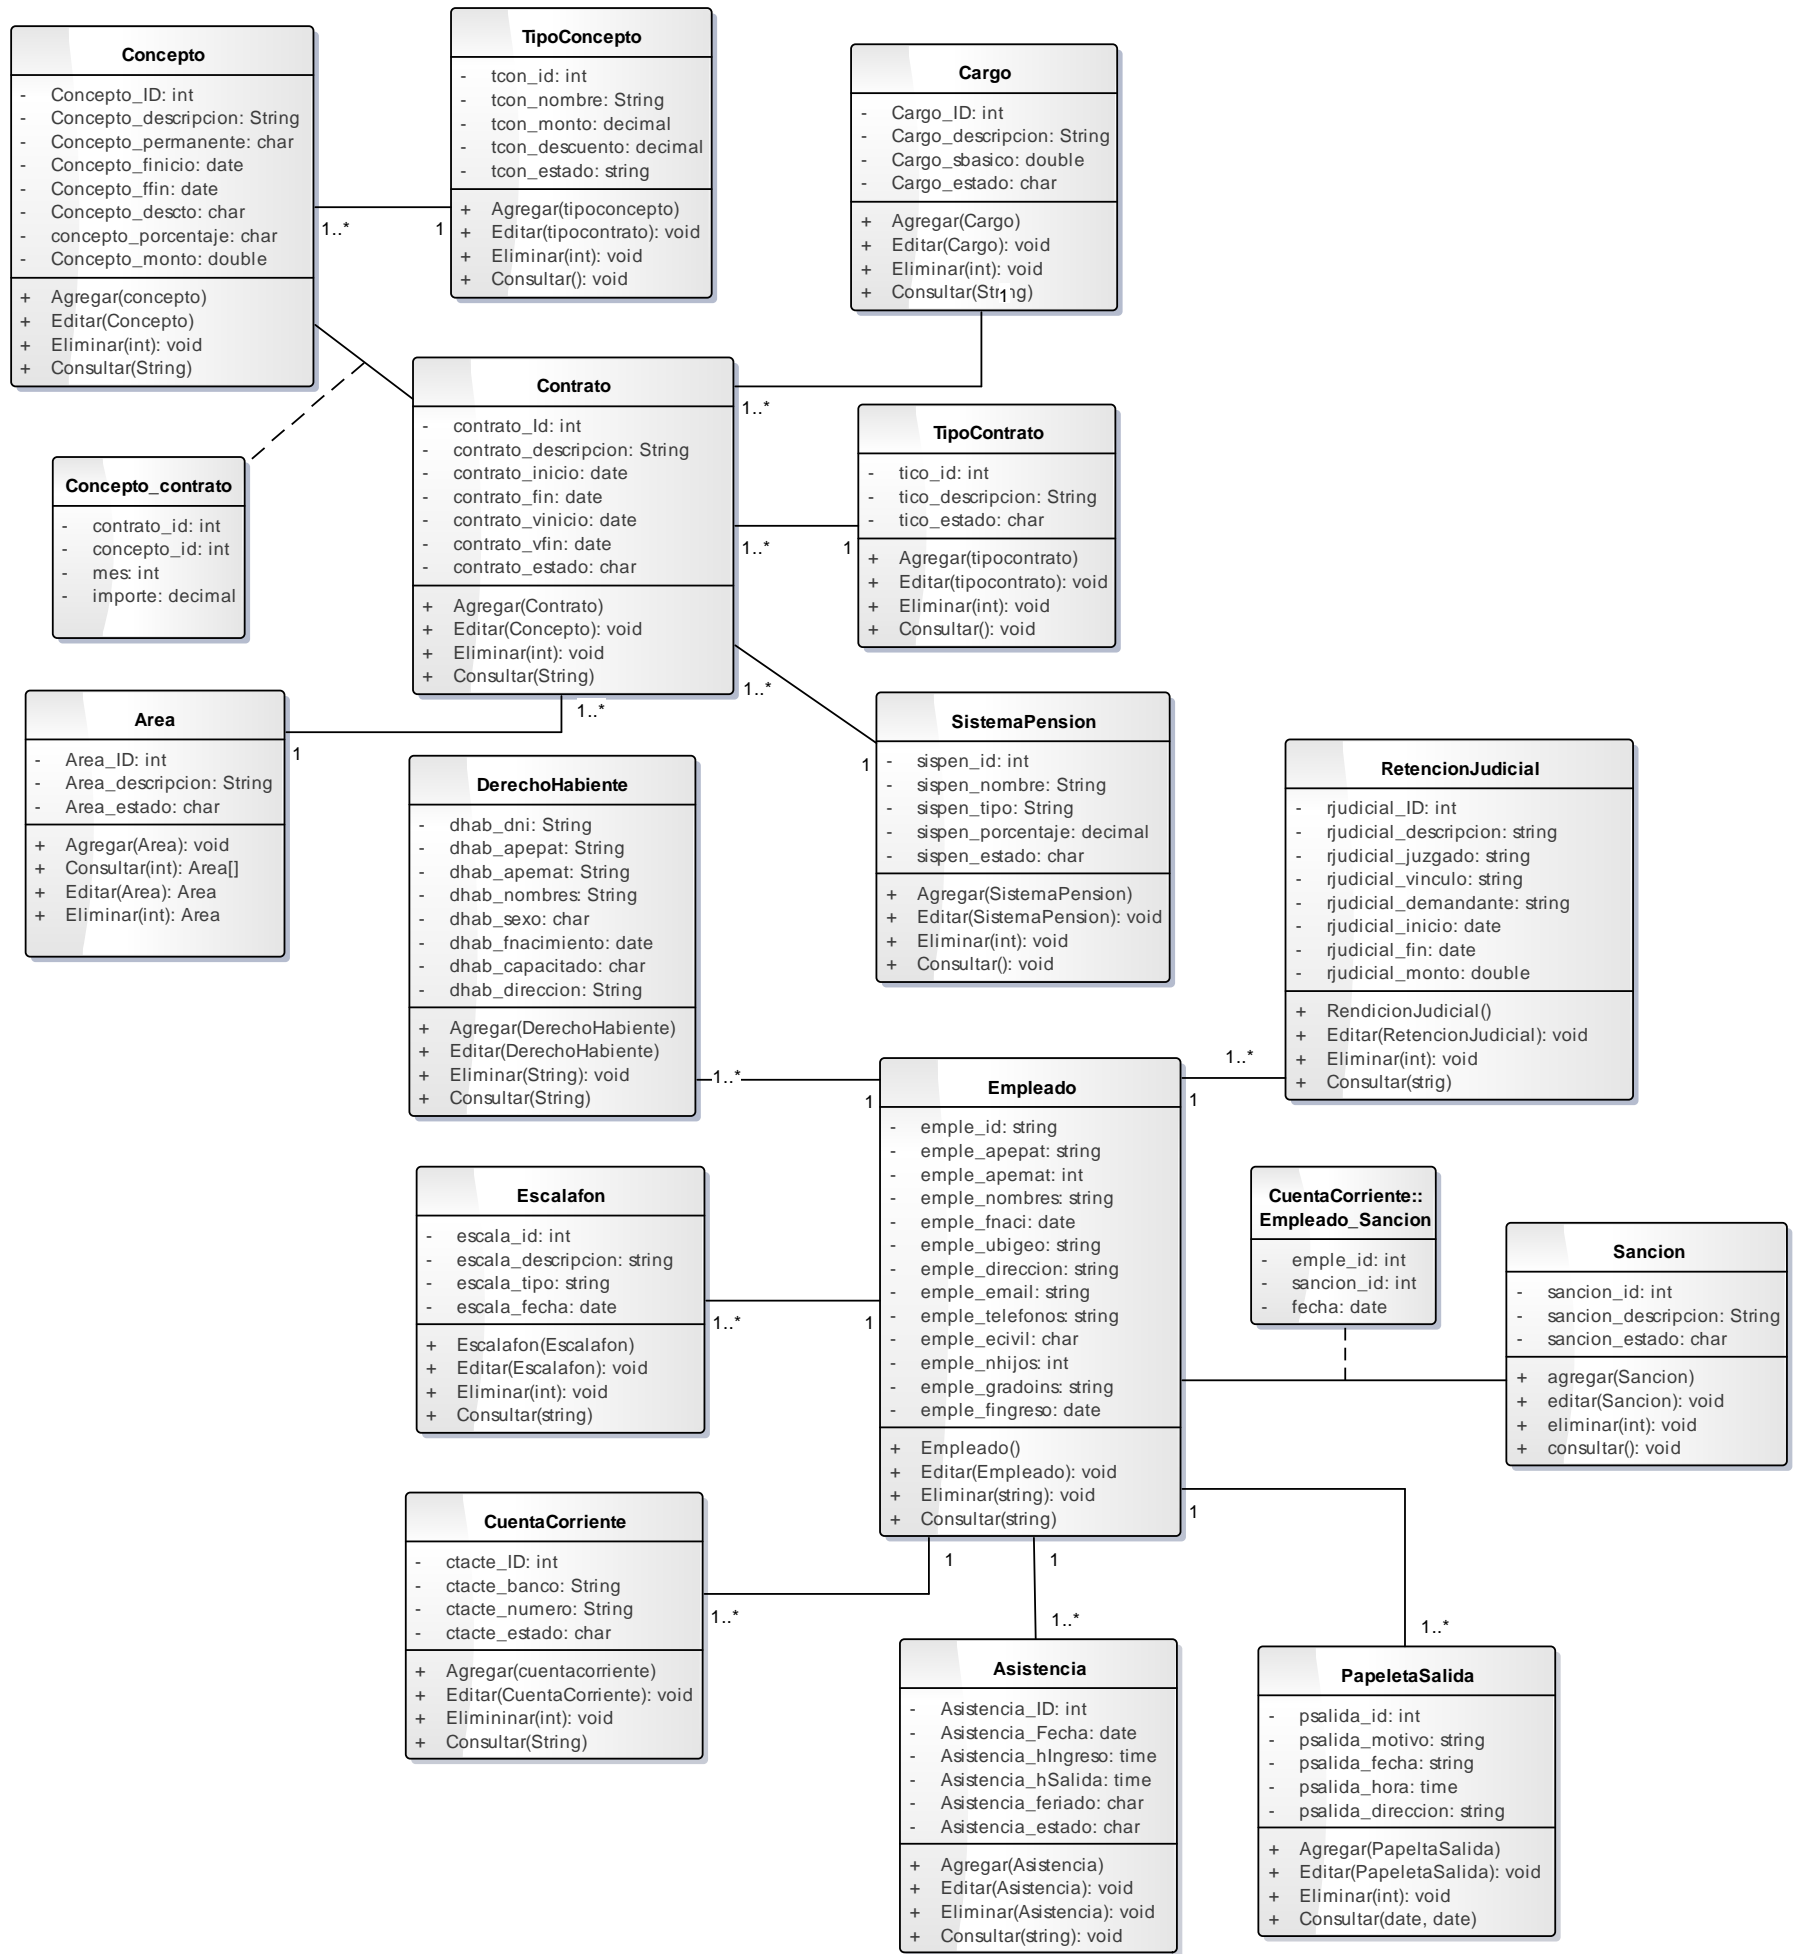 Concepto
- Concepto_ID: int
- Concepto_descripcion: String
- Concepto_permanente: char
- Concepto_finicio: date
- Concepto_ffin: date
- Concepto_descto: char
- concepto_porcentaje: char
- Concepto_monto: double
+ Agregar(concepto)
+ Editar(Concepto)
+ Eliminar(int): void
+ Consultar(String)
1..*
1
TipoConcepto
- tcon_id: int
- tcon_nombre: String
- tcon_monto: decimal
- tcon_descuento: decimal
- tcon_estado: string
+ Agregar(tipoconcepto)
+ Editar(tipocontrato): void
+ Eliminar(int): void
+ Consultar(): void
Cargo
- Cargo_ID: int
- Cargo_descripcion: String
- Cargo_sbasico: double
- Cargo_estado: char
+ Agregar(Cargo)
+ Editar(Cargo): void
+ Eliminar(int): void
+ Consultar(String)
1
1..*
Contrato
- contrato_Id: int
- contrato_descripcion: String
- contrato_inicio: date
- contrato_fin: date
- contrato_vinicio: date
- contrato_vfin: date
- contrato_estado: char
+ Agregar(Contrato)
+ Editar(Concepto): void
+ Eliminar(int): void
+ Consultar(String)
TipoContrato
- tico_id: int
- tico_descripcion: String
- tico_estado: char
+ Agregar(tipocontrato)
+ Editar(tipocontrato): void
+ Eliminar(int): void
+ Consultar(): void
1..*
1
Concepto_contrato
- contrato_id: int
- concepto_id: int
- mes: int
- importe: decimal
1..*
1..*
1
1
Area
- Area_ID: int
- Area_descripcion: String
- Area_estado: char
+ Agregar(Area): void
+ Consultar(int): Area[]
+ Editar(Area): Area
+ Eliminar(int): Area
SistemaPension
- sispen_id: int
- sispen_nombre: String
- sispen_tipo: String
- sispen_porcentaje: decimal
- sispen_estado: char
+ Agregar(SistemaPension)
+ Editar(SistemaPension): void
+ Eliminar(int): void
+ Consultar(): void
DerechoHabiente
- dhab_dni: String
- dhab_apepat: String
- dhab_apemat: String
- dhab_nombres: String
- dhab_sexo: char
- dhab_fnacimiento: date
- dhab_capacitado: char
- dhab_direccion: String
+ Agregar(DerechoHabiente)
+ Editar(DerechoHabiente)
+ Eliminar(String): void
+ Consultar(String)
1..*
1
RetencionJudicial
- rjudicial_ID: int
- rjudicial_descripcion: string
- rjudicial_juzgado: string
- rjudicial_vinculo: string
- rjudicial_demandante: string
- rjudicial_inicio: date
- rjudicial_fin: date
- rjudicial_monto: double
+ RendicionJudicial()
+ Editar(RetencionJudicial): void
+ Eliminar(int): void
+ Consultar(strig)
1..*
1
Empleado
- emple_id: string
- emple_apepat: string
- emple_apemat: int
- emple_nombres: string
- emple_fnaci: date
- emple_ubigeo: string
- emple_direccion: string
- emple_email: string
- emple_telefonos: string
- emple_ecivil: char
- emple_nhijos: int
- emple_gradoins: string
- emple_fingreso: date
+ Empleado()
+ Editar(Empleado): void
+ Eliminar(string): void
+ Consultar(string)
Escalafon
- escala_id: int
- escala_descripcion: string
- escala_tipo: string
- escala_fecha: date
+ Escalafon(Escalafon)
+ Editar(Escalafon): void
+ Eliminar(int): void
+ Consultar(string)
1..*
1
CuentaCorriente::
Empleado_Sancion
- emple_id: int
- sancion_id: int
- fecha: date
Sancion
- sancion_id: int
- sancion_descripcion: String
- sancion_estado: char
+ agregar(Sancion)
+ editar(Sancion): void
+ eliminar(int): void
+ consultar(): void
CuentaCorriente
- ctacte_ID: int
- ctacte_banco: String
- ctacte_numero: String
- ctacte_estado: char
+ Agregar(cuentacorriente)
+ Editar(CuentaCorriente): void
+ Elimininar(int): void
+ Consultar(String)
1
1..*
1
1..*
1
1..*
Asistencia
- Asistencia_ID: int
- Asistencia_Fecha: date
- Asistencia_hIngreso: time
- Asistencia_hSalida: time
- Asistencia_feriado: char
- Asistencia_estado: char
+ Agregar(Asistencia)
+ Editar(Asistencia): void
+ Eliminar(Asistencia): void
+ Consultar(string): void
PapeletaSalida
- psalida_id: int
- psalida_motivo: string
- psalida_fecha: string
- psalida_hora: time
- psalida_direccion: string
+ Agregar(PapeltaSalida)
+ Editar(PapeletaSalida): void
+ Eliminar(int): void
+ Consultar(date, date)